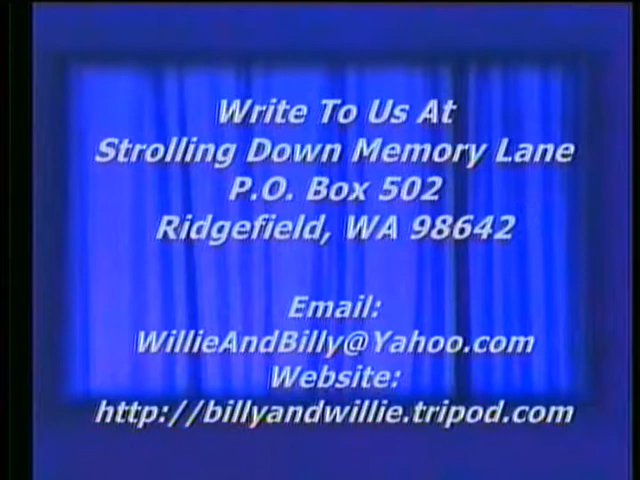 Write To Us At
Strolling Down Memory Lane
P.O. Box 502
Ridgefield, WA 98642
Email:
WillieAndBilly@Yahoo.com
Website:
http://billyandwillie.tripod.com